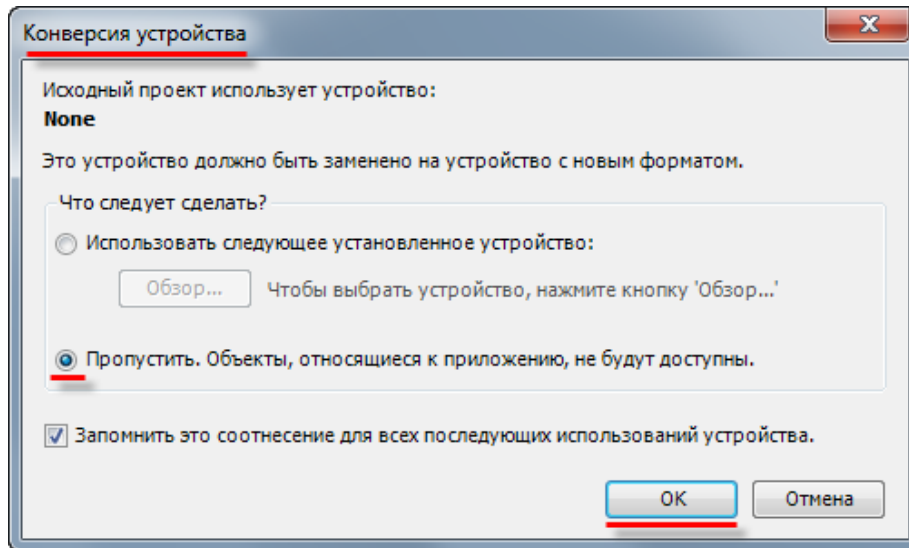 Конверсия устройства
Исходный проект использует устройство:
None
Это устройство должно быть заменено на устройство с новым форматом.
Что следует сделать?
Использовать следующее установленное устройство:
Обзор... Чтобы выбрать устройство, нажмите кнопку 'Обзор...'
Пропустить. Объекты, относящиеся к приложению, не будут доступны.
Запомнить это соотнесение для всех последующих использований устройства.
OK Отмена